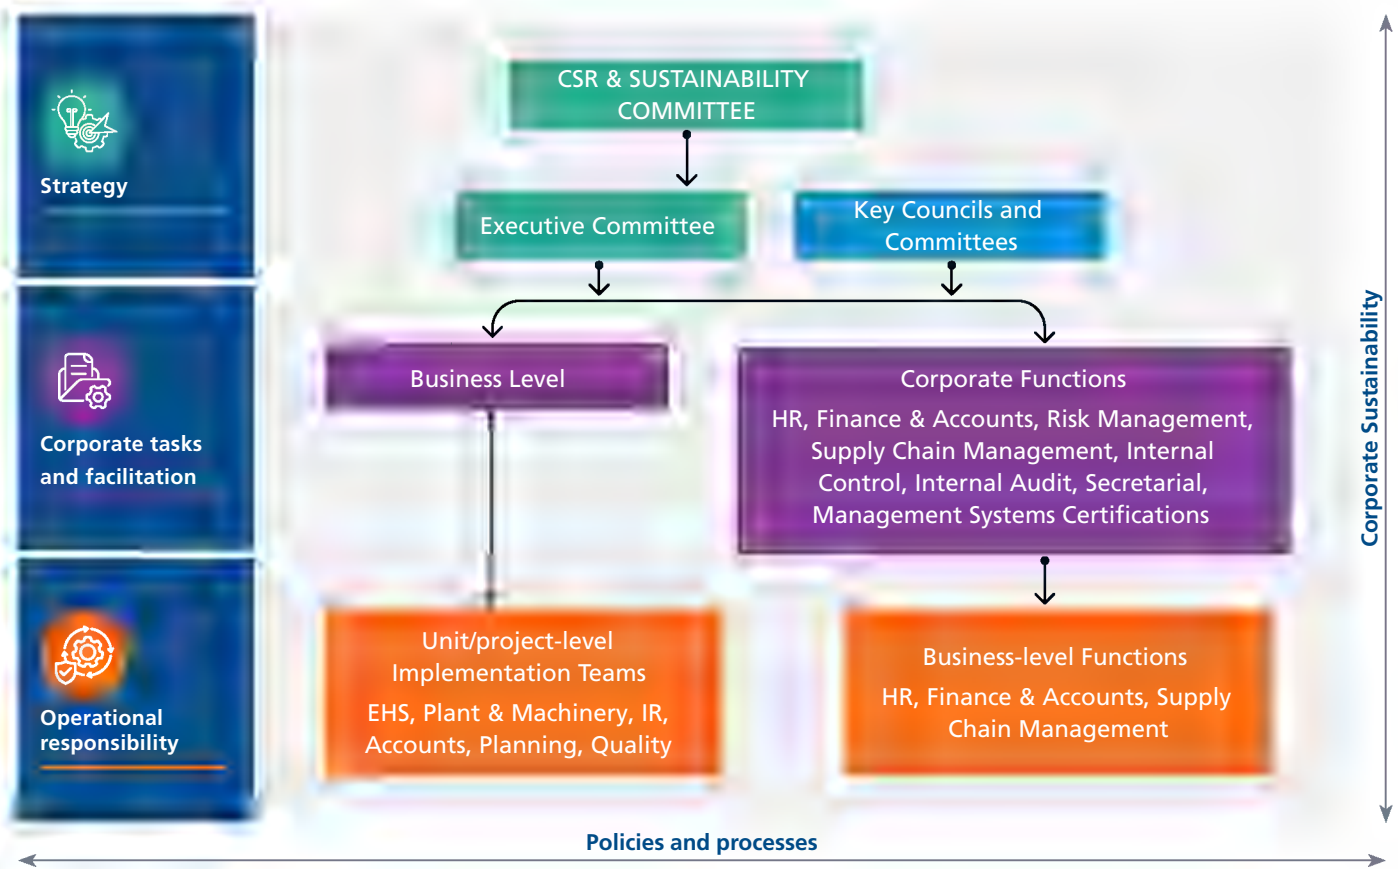 Strategy
CSR & SUSTAINABILITY
COMMITTEE
Executive Committee
Key Councils and
Committees
Corporate tasks
and facilitation
Business Level
Corporate Functions
HR, Finance & Accounts, Risk Management,
Supply Chain Management, Internal
Control, Internal Audit, Secretarial,
Management Systems Certifications
Operational
responsibility
Unit/project-level
Implementation Teams
EHS, Plant & Machinery, IR,
Accounts, Planning, Quality
Business-level Functions
HR, Finance & Accounts, Supply
Chain Management
Corporate Sustainability
Policies and processes